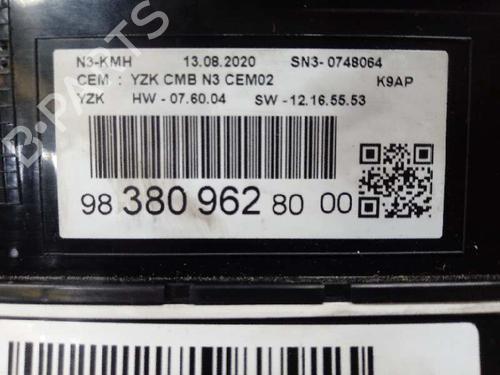 N3-KMH 13.08.2020 SN3- 0748064
CEM : YZK CMB N3 CEM02 K9AP
YZK HW - 07.60.04 SW - 12.16.55.53
98 380 962 80 00
B-PARTS